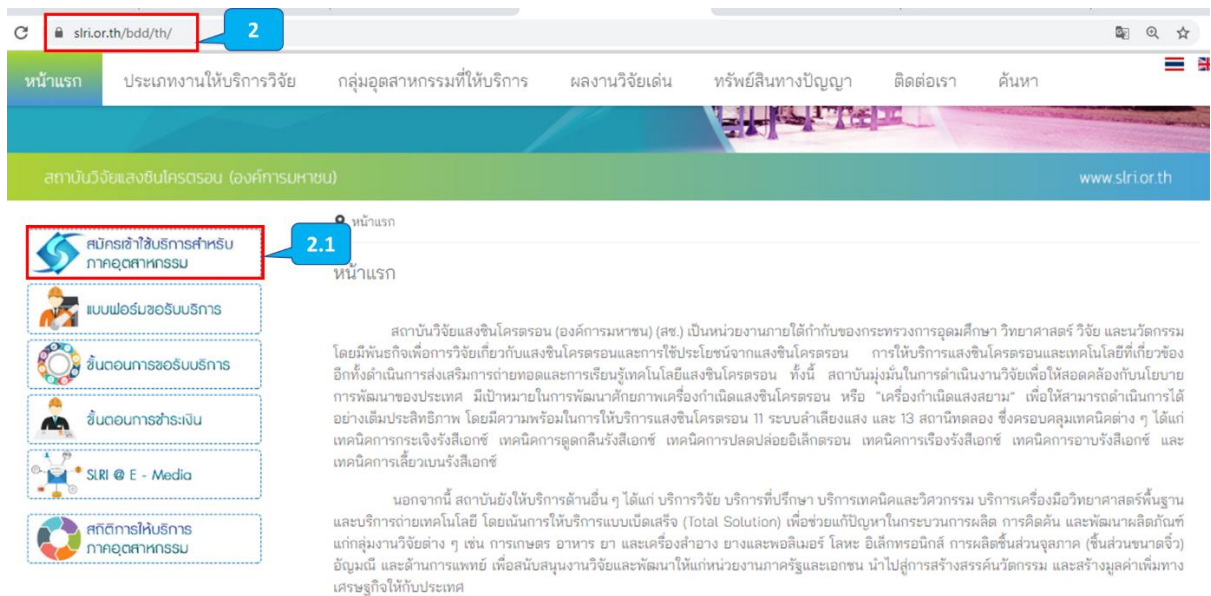 slri.or.th/bdd/th/
2
หน้าแรก ประเภทงานให้บริการวิจัย กลุ่มอุตสาหกรรมที่ให้บริการ ผลงานวิจัยเด่น ทรัพย์สินทางปัญญา ติดต่อเรา ค้นหา
สถาบันวิจัยแสงซินโครตรอน (องค์การมหาชน) www.slri.or.th
สมัครเข้าใช้บริการสำหรับ
ภาคอุตสาหกรรม
2.1
แบบฟอร์มขอรับบริการ
ขั้นตอนการขอรับบริการ
ขั้นตอนการชำระเงิน
SLRI @ E - Media
สถิติการให้บริการ
ภาคอุตสาหกรรม
หน้าแรก
หน้าแรก
สถาบันวิจัยแสงซินโครตรอน (องค์การมหาชน) (สซ.) เป็นหน่วยงานภายใต้กำกับของกระทรวงการอุดมศึกษา วิทยาศาสตร์ วิจัย และนวัตกรรม
โดยมีพันธกิจเพื่อการวิจัยเกี่ยวกับแสงซินโครตรอนและการใช้ประโยชน์จากแสงซินโครตรอน การให้บริการแสงซินโครตรอนและเทคโนโลยีที่เกี่ยวข้อง
อีกทั้งดำเนินการส่งเสริมการถ่ายทอดและการเรียนรู้เทคโนโลยีแสงซินโครตรอน ทั้งนี้ สถาบันมุ่งมั่นในการดำเนินงานวิจัยเพื่อให้สอดคล้องกับนโยบาย
การพัฒนาของประเทศ มีเป้าหมายในการพัฒนาศักยภาพเครื่องกำเนิดแสงซินโครตรอน หรือ "เครื่องกำเนิดแสงสยาม" เพื่อให้สามารถดำเนินการได้
อย่างเต็มประสิทธิภาพ โดยมีความพร้อมในการให้บริการแสงซินโครตรอน 11 ระบบลำเลียงแสง และ 13 สถานีทดลอง ซึ่งครอบคลุมเทคนิคต่าง ๆ ได้แก่
เทคนิคการกระเจิงรังสีเอกซ์ เทคนิคการดูดกลืนรังสีเอกซ์ เทคนิคการปลดปล่อยอิเล็กตรอน เทคนิคการเรืองรังสีเอกซ์ เทคนิคการอาบรังสีเอกซ์ และ
เทคนิคการเลี้ยวเบนรังสีเอกซ์
นอกจากนี้ สถาบันยังให้บริการด้านอื่น ๆ ได้แก่ บริการวิจัย บริการที่ปรึกษา บริการเทคนิคและวิศวกรรม บริการเครื่องมือวิทยาศาสตร์พื้นฐาน
และบริการถ่ายเทคโนโลยี โดยเน้นการให้บริการแบบเบ็ดเสร็จ (Total Solution) เพื่อช่วยแก้ปัญหาในกระบวนการผลิต การคิดค้น และพัฒนาผลิตภัณฑ์
แก่กลุ่มงานวิจัยต่าง ๆ เช่น การเกษตร อาหาร ยา และเครื่องสำอาง ยางและพอลิเมอร์ โลหะ อิเล็กทรอนิกส์ การผลิตชิ้นส่วนจุลภาค (ชิ้นส่วนขนาดจิ๋ว)
อัญมณี และด้านการแพทย์ เพื่อสนับสนุนงานวิจัยและพัฒนาให้แก่หน่วยงานภาครัฐและเอกชน นำไปสู่การสร้างสรรค์นวัตกรรม และสร้างมูลค่าเพิ่มทาง
เศรษฐกิจให้กับประเทศ